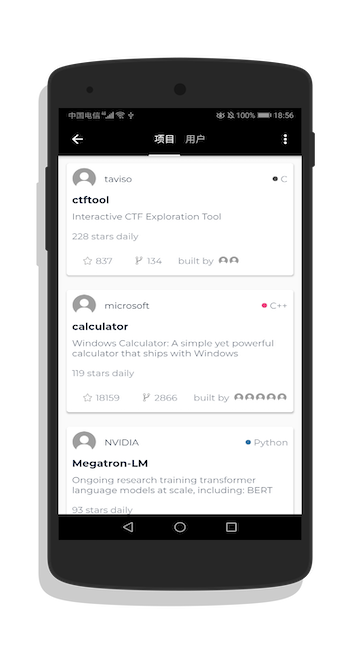 中国电信 100% 18:56
项目 用户
taviso C
ctftool
Interactive CTF Exploration Tool
228 stars daily
837 134 built by
microsoft C++
calculator
Windows Calculator: A simple yet powerful
calculator that ships with Windows
119 stars daily
18159 2866 built by
NVIDIA Python
Megatron-LM
Ongoing research training transformer
language models at scale, including: BERT
93 stars daily